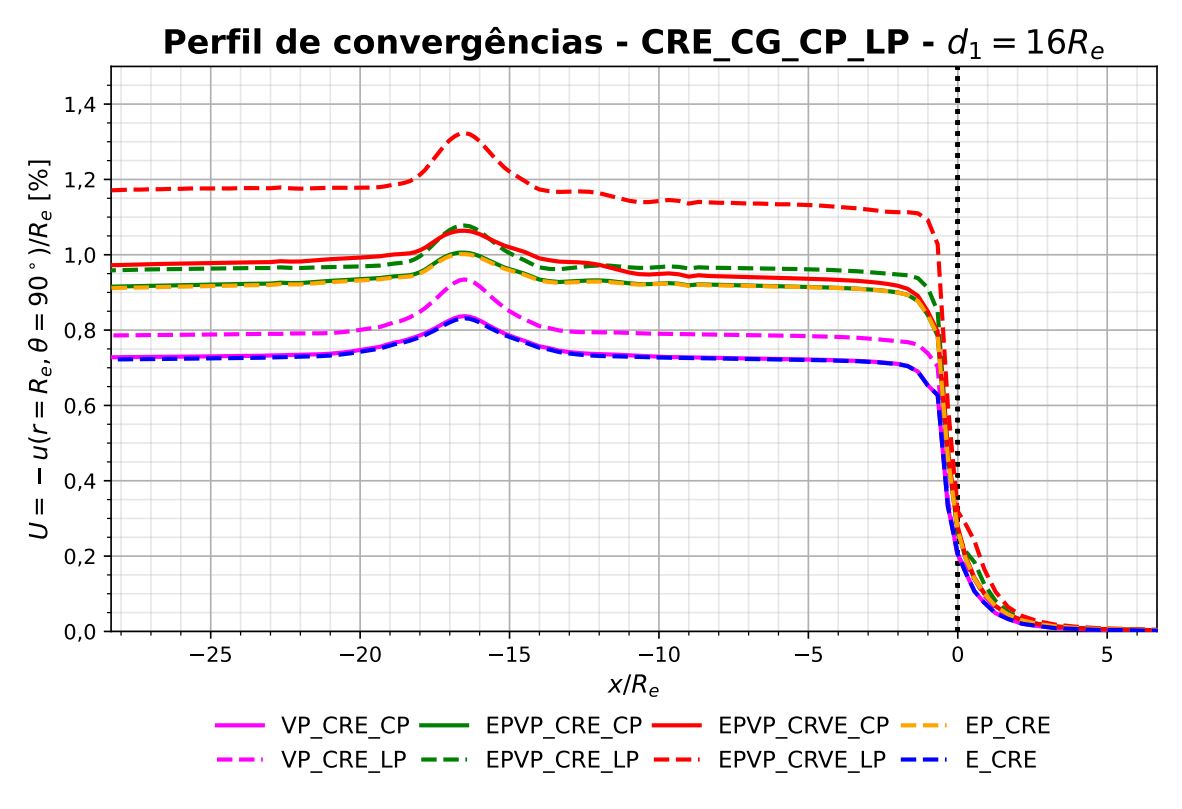 Perfil de convergências - CRE_CG_CP_LP - d₁ = 16Rₑ
U = − u(r = Rₑ, θ = 90°)/Rₑ [%]
1,4
1,2
1,0
0,8
0,6
0,4
0,2
0,0
−25 −20 −15 −10 −5 0 5
x/Rₑ
VP_CRE_CP EPVP_CRE_CP EPVP_CRVE_CP EP_CRE
VP_CRE_LP EPVP_CRE_LP EPVP_CRVE_LP E_CRE